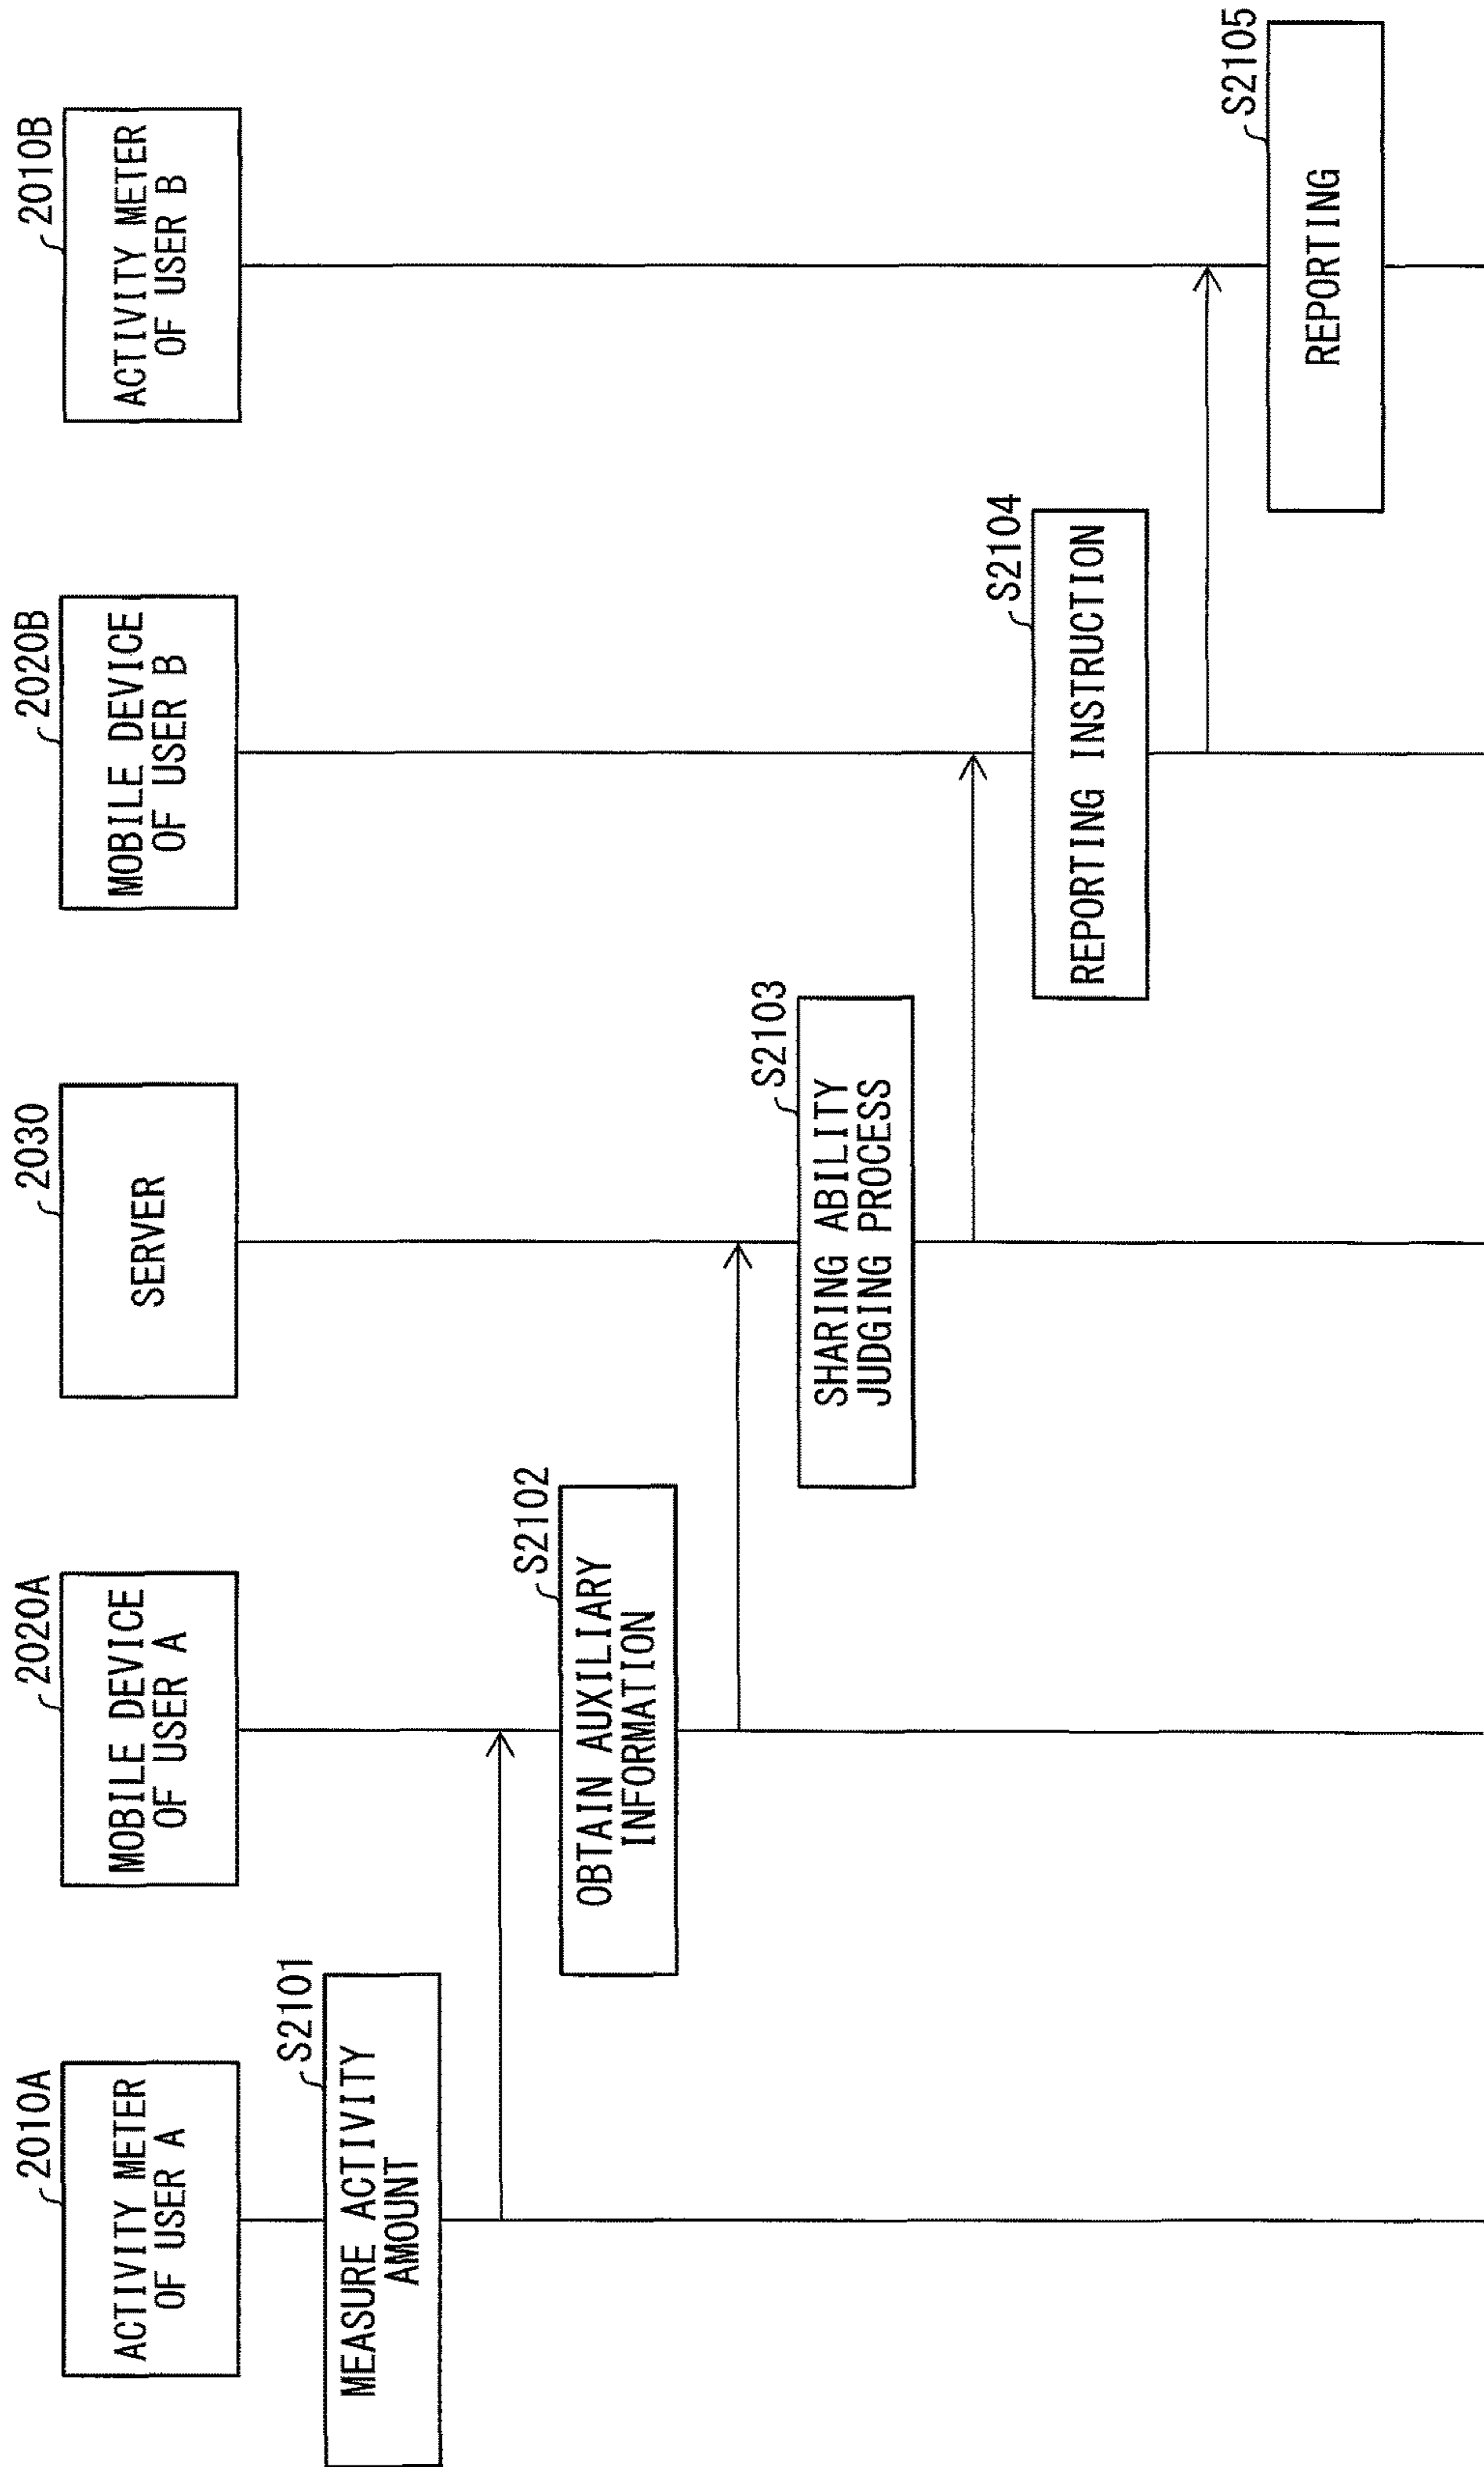 2010A
ACTIVITY METER
OF USER A
2020A
MOBILE DEVICE
OF USER A
2030
SERVER
2020B
MOBILE DEVICE
OF USER B
2010B
ACTIVITY METER
OF USER B
S2101
MEASURE ACTIVITY
AMOUNT
S2102
OBTAIN AUXILIARY
INFORMATION
S2103
SHARING ABILITY
JUDGING PROCESS
S2104
REPORTING INSTRUCTION
S2105
REPORTING